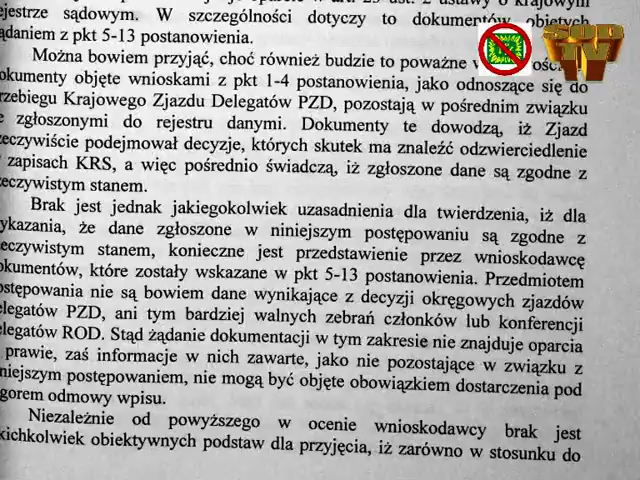 SOD
TV
ejestrze sądowym. W szczególności dotyczy to dokumentów objętych
ądaniem z pkt 5-13 postanowienia.
Można bowiem przyjąć, choć również budzie to poważne
okumenty objęte wnioskami z pkt 1-4 postanowienia, jako odnoszące się do
rzebiegu Krajowego Zjazdu Delegatów PZD, pozostają w pośrednim związku
e zgłoszonymi do rejestru danymi. Dokumenty te dowodzą, iż Zjazd
zeczywiście podejmował decyzje, których skutek ma znaleźć odzwierciedlenie
zapisach KRS, a więc pośrednio świadczą, iż zgłoszone dane są zgodne z
zeczywistym stanem.
Brak jest jednak jakiegokolwiek uzasadnienia dla twierdzenia, iż dla
ykazania, że dane zgłoszone w niniejszym postępowaniu są zgodne z
zeczywistym stanem, konieczne jest przedstawienie przez wnioskodawcę
okumentów, które zostały wskazane w pkt 5-13 postanowienia. Przedmiotem
ostępowania nie są bowiem dane wynikające z decyzji okręgowych zjazdów
elegatów PZD, ani tym bardziej walnych zebrań członków lub konferencji
elegatów ROD. Stąd żądanie dokumentacji w tym zakresie nie znajduje oparcia
prawie, zaś informacje w nich zawarte, jako nie pozostające w związku z
niejszym postępowaniem, nie mogą być objęte obowiązkiem dostarczenia pod
gorem odmowy wpisu.
Niezależnie od powyższego w ocenie wnioskodawcy brak jest
kichkolwiek obiektywnych podstaw dla przyjęcia, iż zarówno w stosunku do